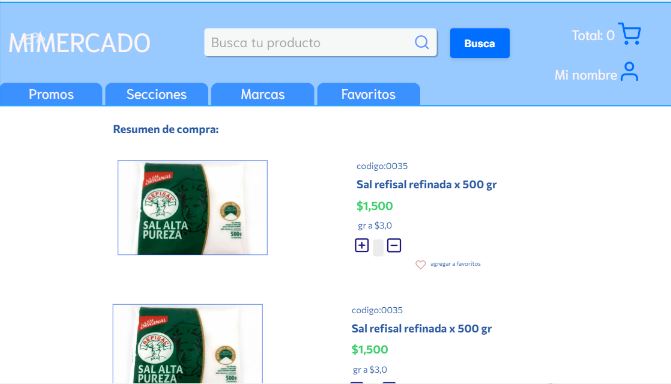 MIMERCADO
Busca tu producto
Busca
Total: 0
Mi nombre
Promos
Secciones
Marcas
Favoritos
Resumen de compra:
REFISAL
SAL ALTA
PUREZA
500g
codigo:0035
Sal refisal refinada x 500 gr
$1,500
gr a $3,0
agregar a favoritos
REFISAL
SAL ALTA
PUREZA
500g
codigo:0035
Sal refisal refinada x 500 gr
$1,500
gr a $3,0